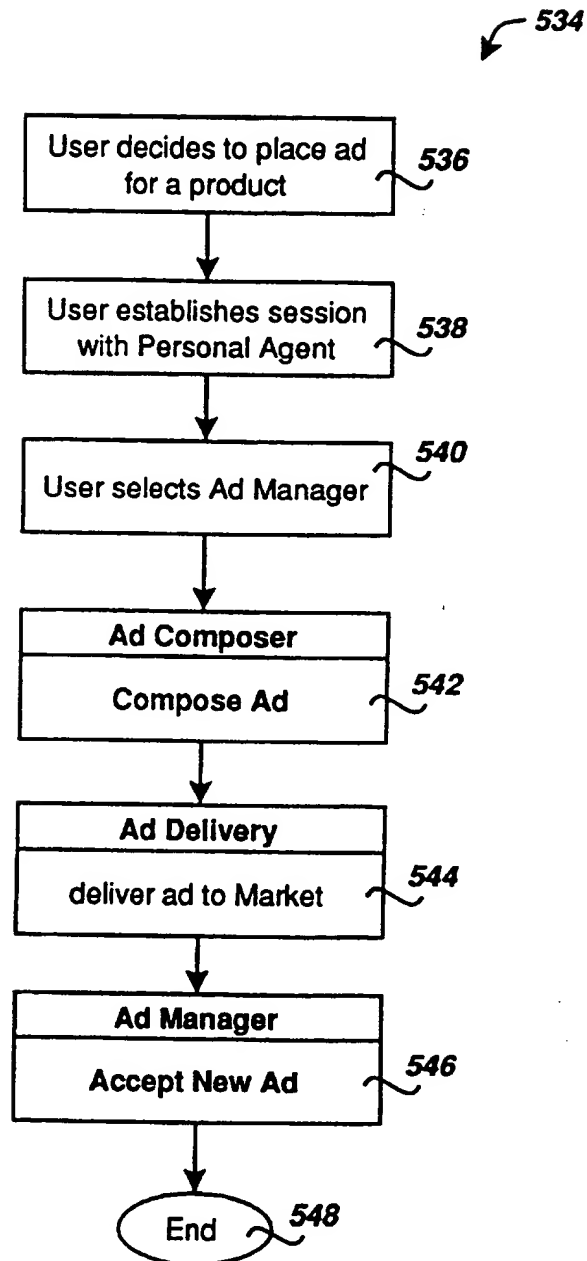 534
User decides to place ad
for a product
536
User establishes session
with Personal Agent
538
540
User selects Ad Manager
Ad Composer
Compose Ad
542
Ad Delivery
deliver ad to Market
544
Ad Manager
Accept New Ad
546
End
548